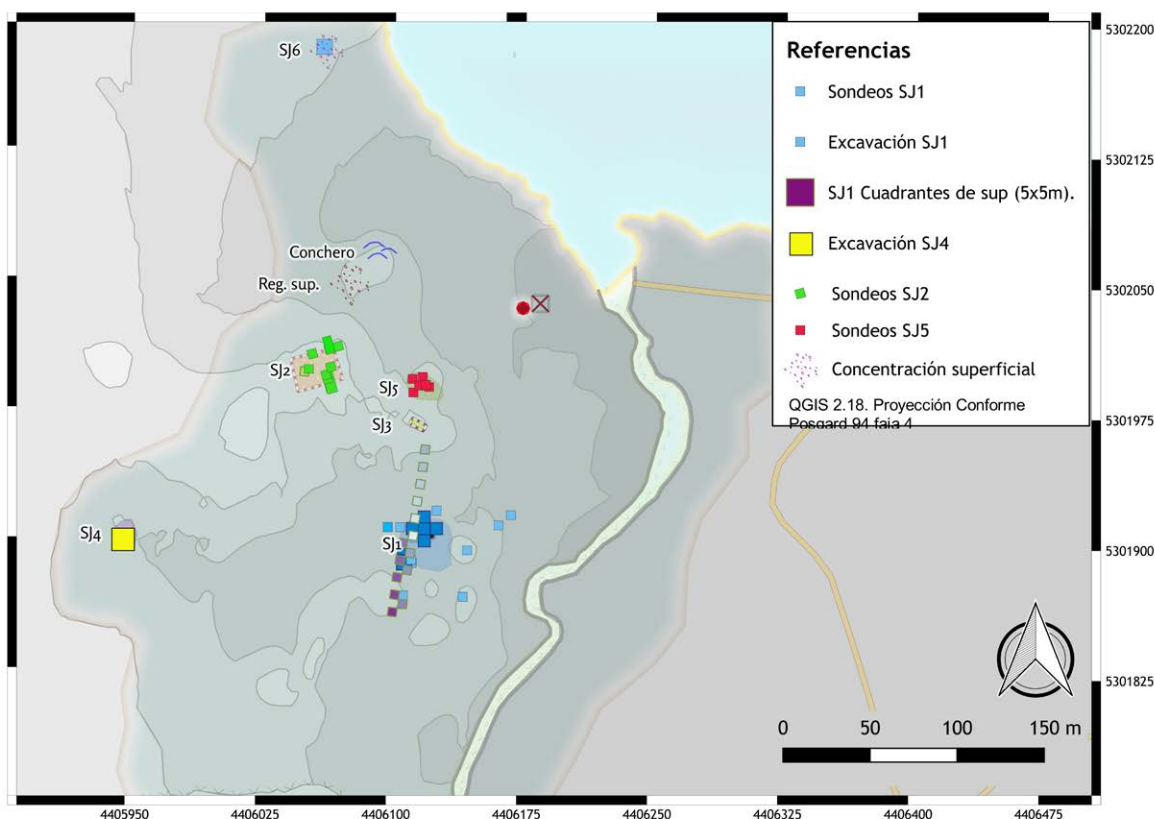 SJ6
Conchero
Reg. sup.
SJ2
SJ5
SJ3
SJ4
SJ1
Referencias
Sondeos SJ1
Excavación SJ1
SJ1 Cuadrantes de sup (5x5m).
Excavación SJ4
Sondeos SJ2
Sondeos SJ5
Concentración superficial
QGIS 2.18. Proyección Conforme
Posgard 94 faja 4
0 50 100 150 m
5302200
5302125
5302050
5301975
5301900
5301825
4405950 4406025 4406100 4406175 4406250 4406325 4406400 4406475